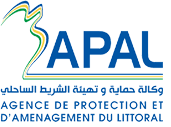 APAL
وكالة حماية و تهيئة الشريط الساحلي
AGENCE DE PROTECTION ET
D'AMENAGEMENT DU LITTORAL